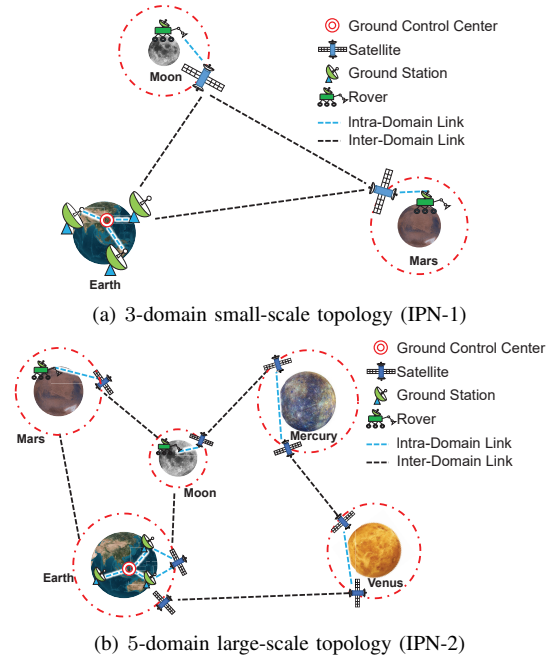 Moon
Ground Control Center
Satellite
Ground Station
Rover
Intra-Domain Link
Inter-Domain Link
Earth
Mars
(a) 3-domain small-scale topology (IPN-1)
Ground Control Center
Satellite
Ground Station
Rover
Intra-Domain Link
Inter-Domain Link
Mars
Mercury
Moon
Earth
Venus
(b) 5-domain large-scale topology (IPN-2)